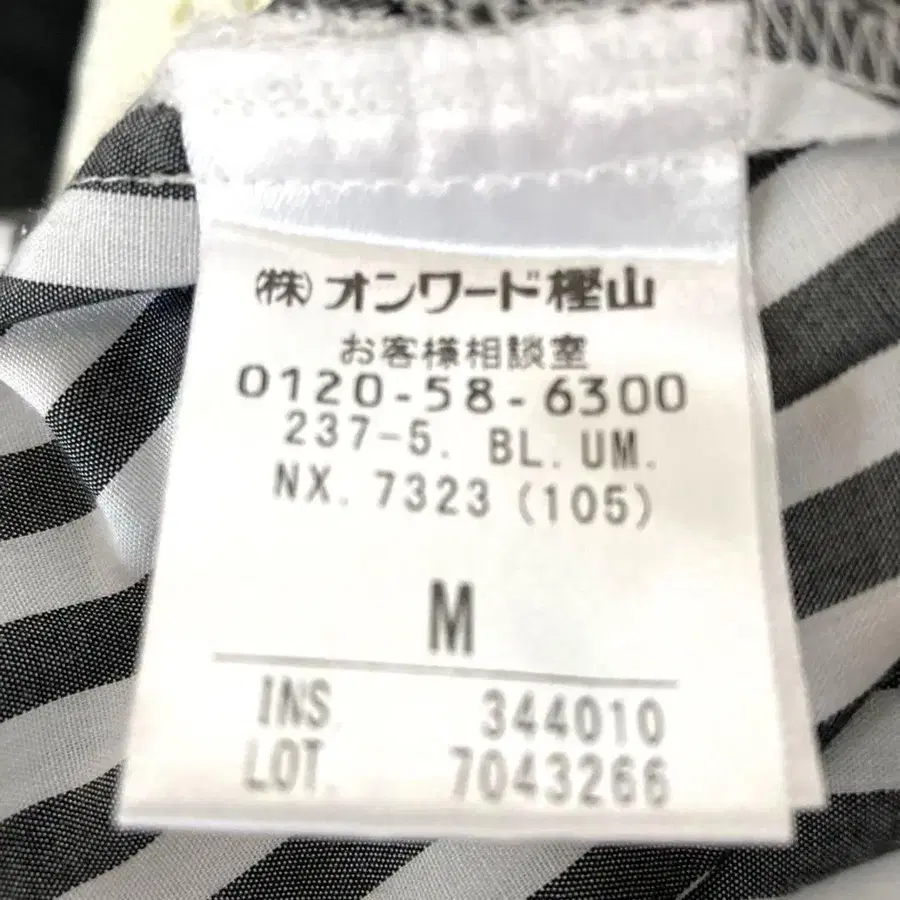 ㈱オンワード樫山
お客様相談室
0120-58-6300
237-5. BL. UM.
NX. 7323 (105)
M
INS. 344010
LOT. 7043266